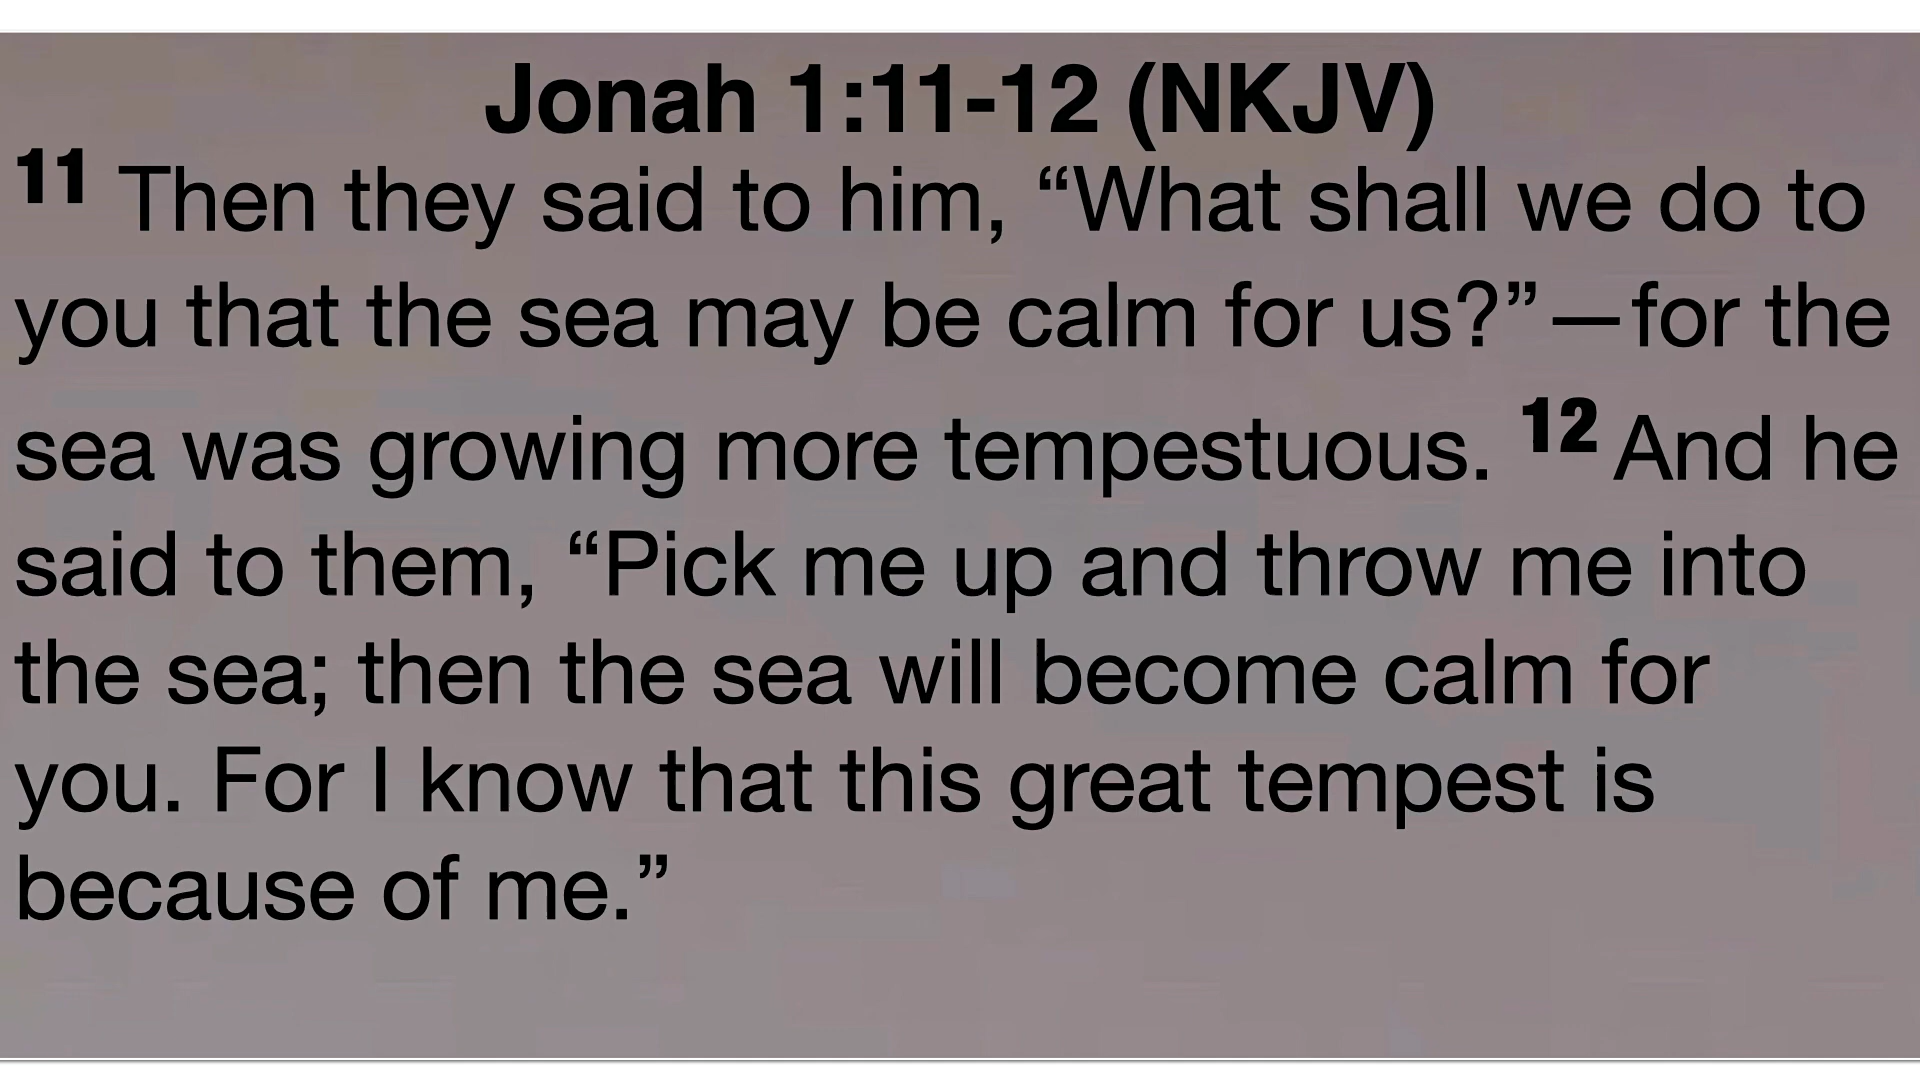 Jonah 1:11-12 (NKJV)
11 Then they said to him, “What shall we do to
you that the sea may be calm for us?”—for the
sea was growing more tempestuous. 12 And he
said to them, “Pick me up and throw me into
the sea; then the sea will become calm for
you. For I know that this great tempest is
because of me.”